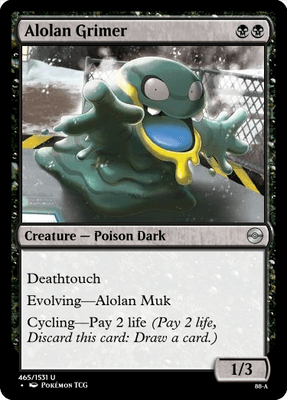 Alolan Grimer
Creature — Poison Dark
Deathtouch
Evolving—Alolan Muk
Cycling—Pay 2 life (Pay 2 life,
Discard this card: Draw a card.)
1/3
465/1531 U
• Pokémon TCG
88-A